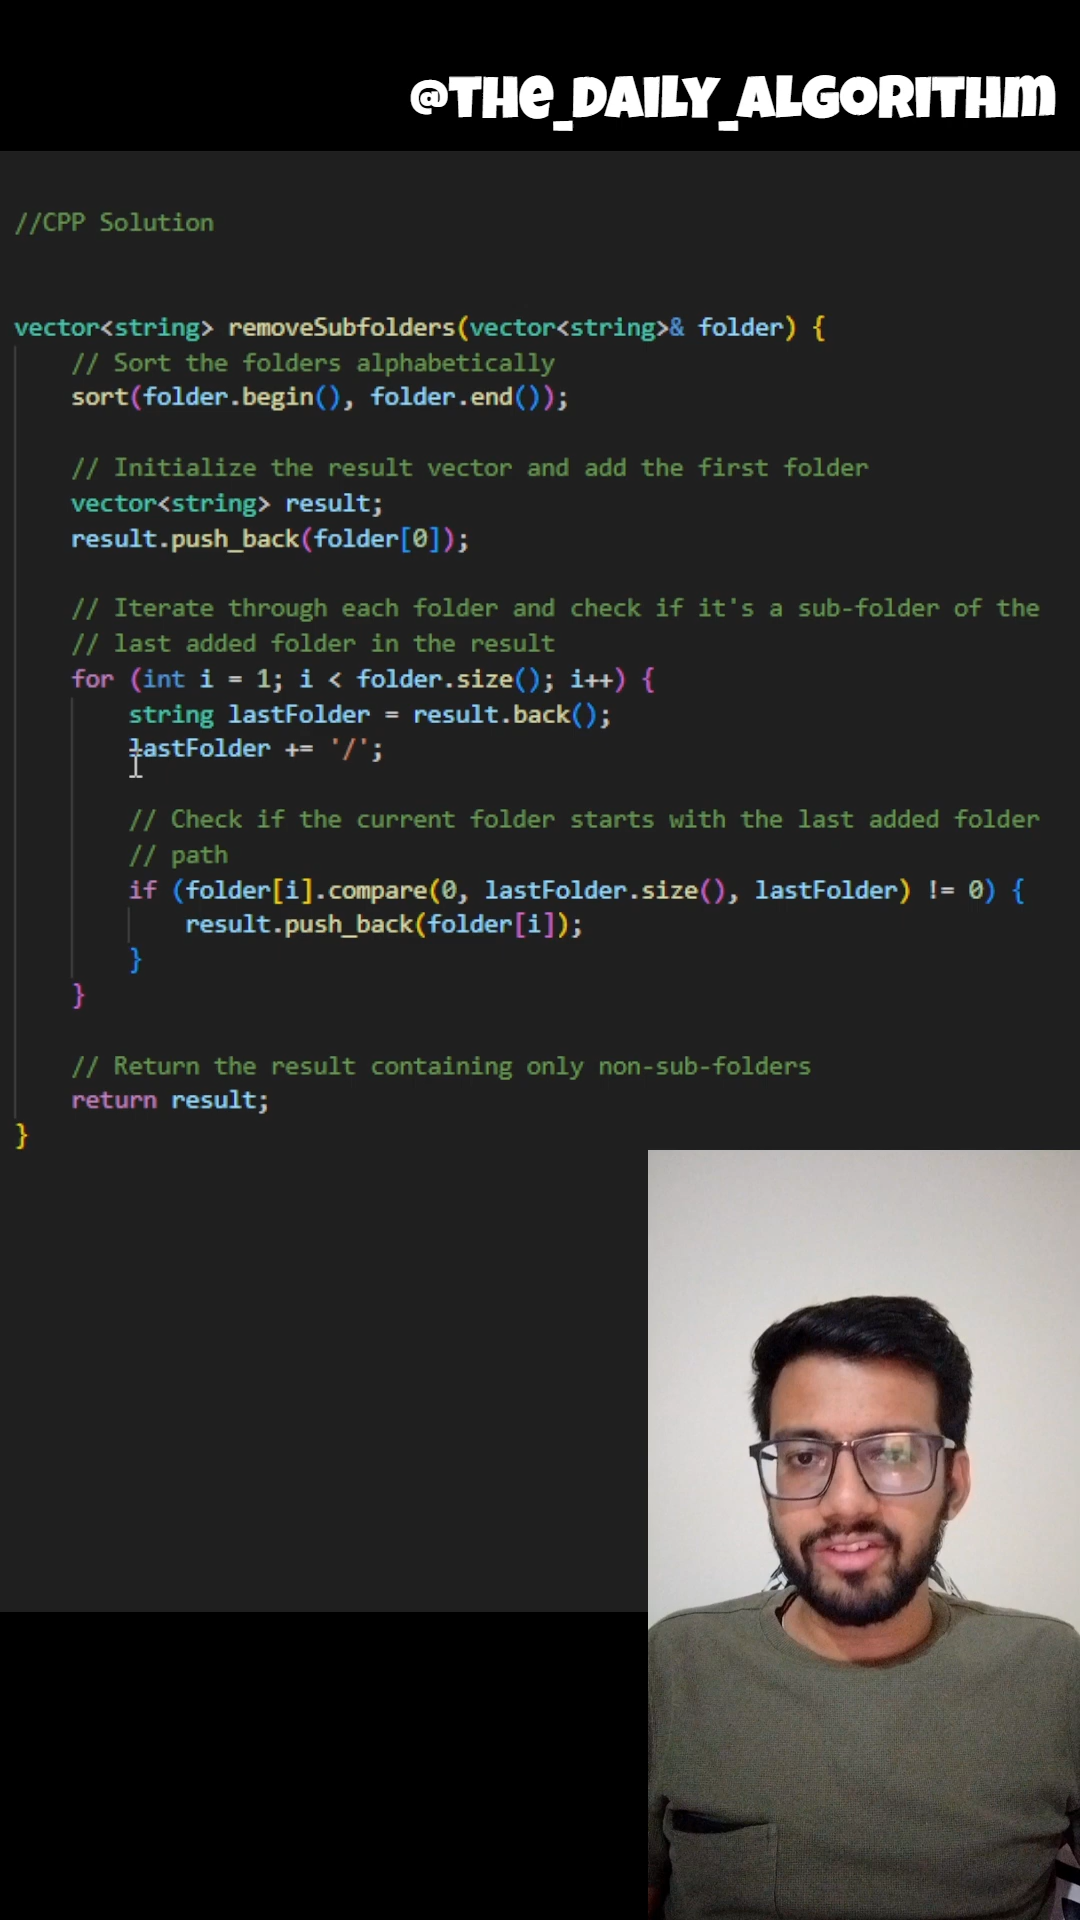 @THe_DAILY_ALGORITHm
//CPP Solution
vector<string> removeSubfolders(vector<string>& folder) {
// Sort the folders alphabetically
sort(folder.begin(), folder.end());
// Initialize the result vector and add the first folder
vector<string> result;
result.push_back(folder[0]);
// Iterate through each folder and check if it's a sub-folder of the
// last added folder in the result
for (int i = 1; i < folder.size(); i++) {
string lastFolder = result.back();
lastFolder += '/';
// Check if the current folder starts with the last added folder
// path
if (folder[i].compare(0, lastFolder.size(), lastFolder) != 0) {
result.push_back(folder[i]);
}
}
// Return the result containing only non-sub-folders
return result;
}